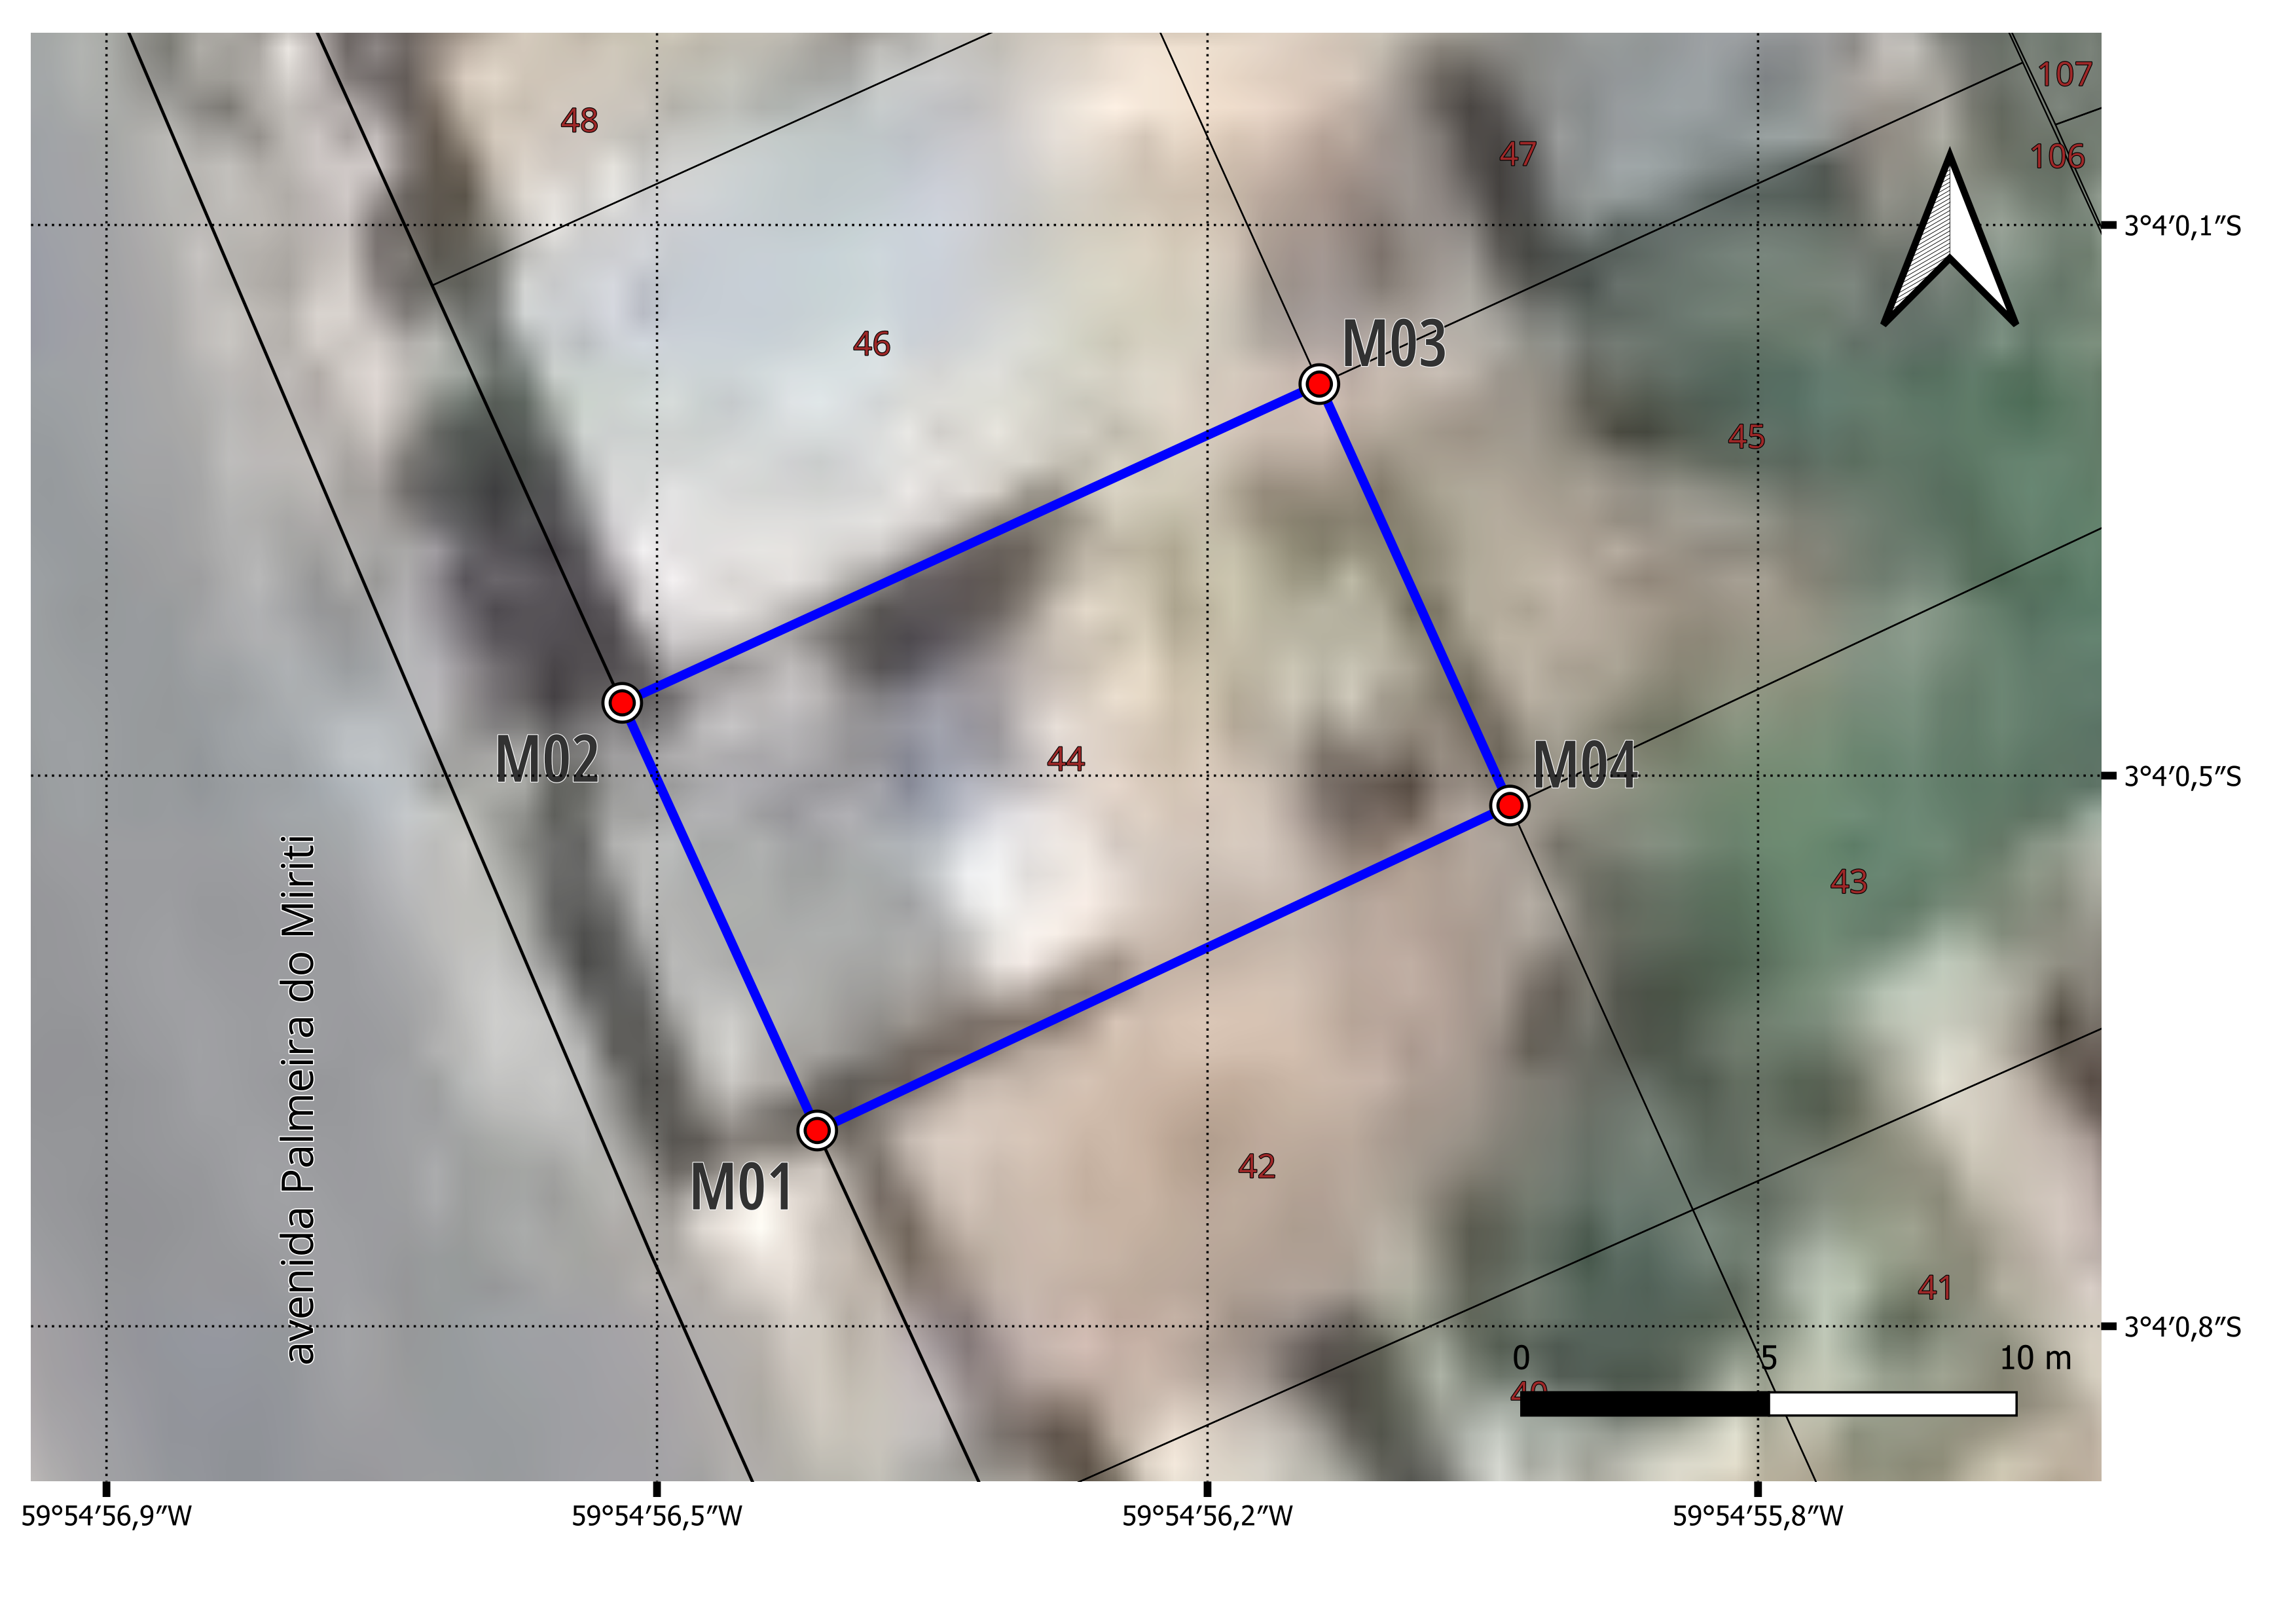 107
48
47
106
3°4′0,1″S
46
M03
45
M02
44
M04
3°4′0,5″S
43
avenida Palmeira do Miriti
M01
42
41
3°4′0,8″S
0 5 10 m
59°54′56,9″W 59°54′56,5″W 59°54′56,2″W 59°54′55,8″W